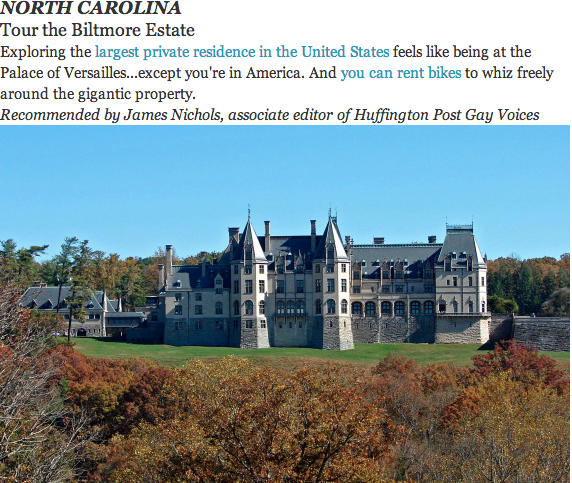 NORTH CAROLINA
Tour the Biltmore Estate
Exploring the largest private residence in the United States feels like being at the
Palace of Versailles...except you're in America. And you can rent bikes to whiz freely
around the gigantic property.
Recommended by James Nichols, associate editor of Huffington Post Gay Voices